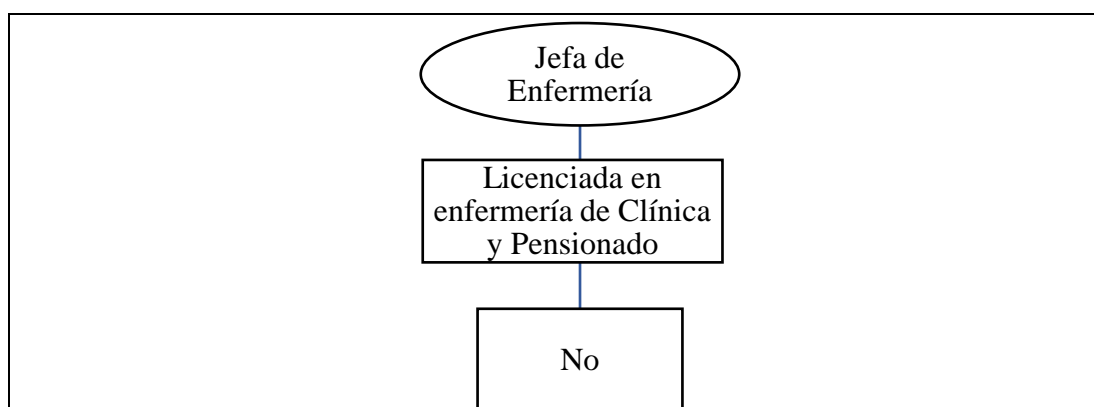 Jefa de
Enfermería
Licenciada en
enfermería de Clínica
y Pensionado
No